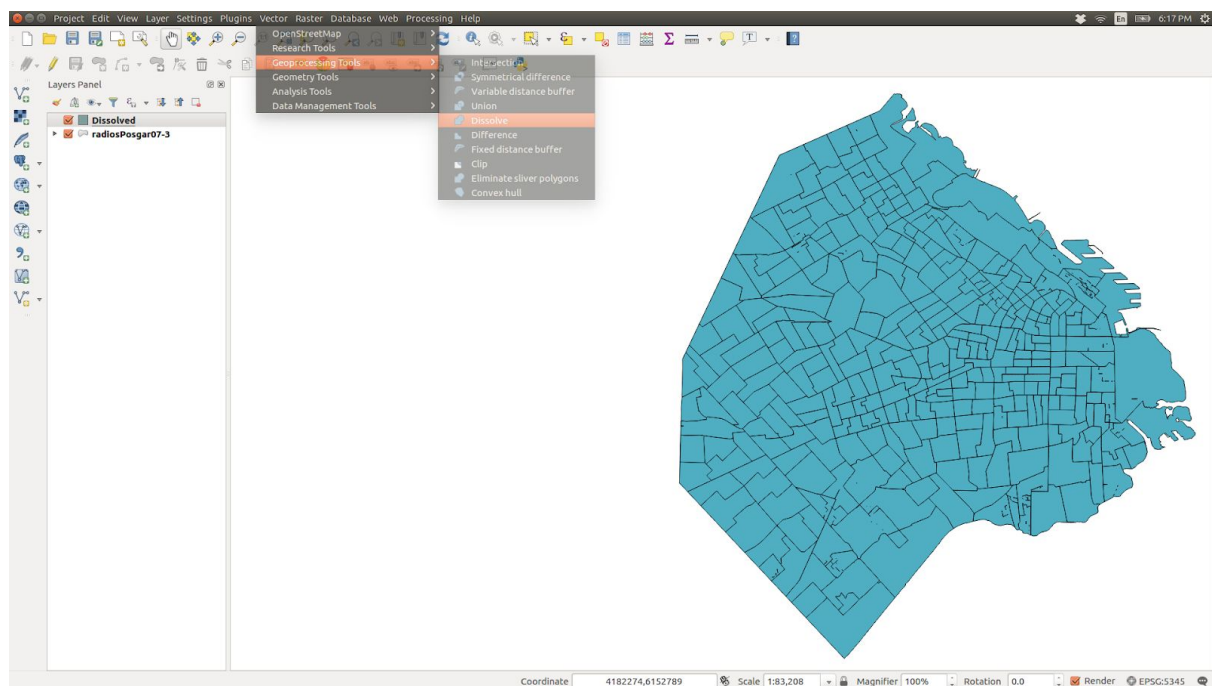 Project Edit View Layer Settings Plugins Vector Raster Database Web Processing Help
En 6:17 PM
OpenStreetMap
Research Tools
Geoprocessing Tools
Geometry Tools
Analysis Tools
Data Management Tools
Intersection
Symmetrical difference
Variable distance buffer
Union
Dissolve
Difference
Fixed distance buffer
Clip
Eliminate sliver polygons
Convex hull
Layers Panel
Dissolved
radiosPosgar07-3
Coordinate 4182274,6152789 Scale 1:83,208 Magnifier 100% Rotation 0.0 Render EPSG:5345